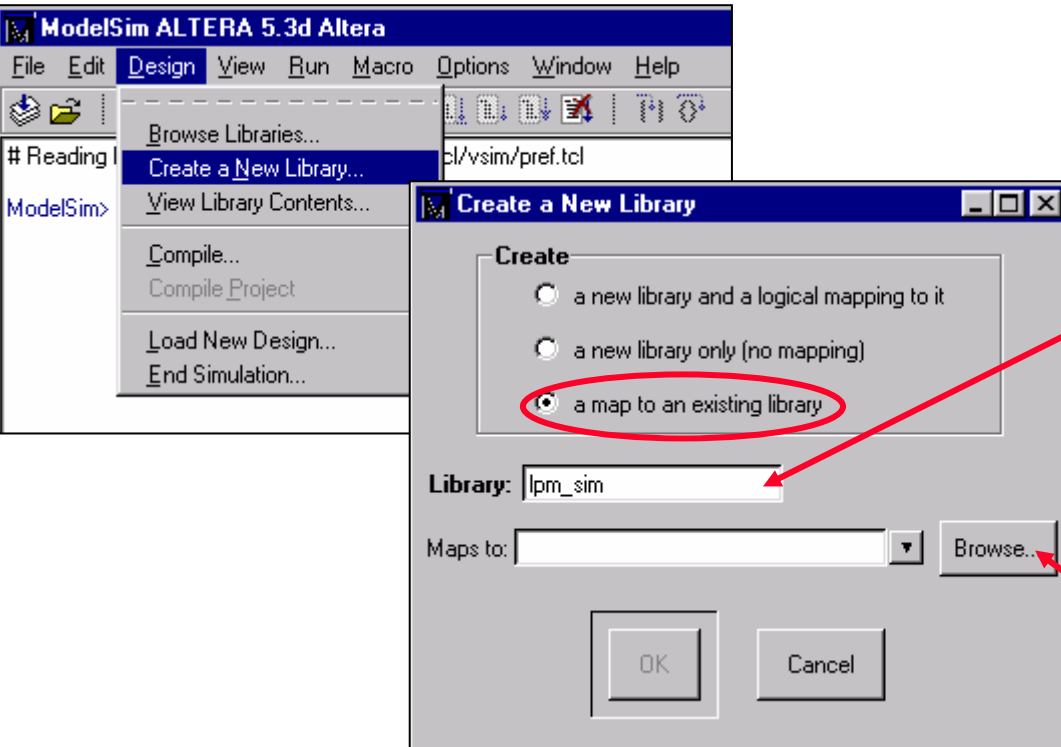 ModelSim ALTERA 5.3d Altera
File Edit Design View Run Macro Options Window Help
Browse Libraries...
# Reading cl/vsim/pref.tcl
Create a New Library...
ModelSim>
View Library Contents...
Compile...
Compile Project
Load New Design...
End Simulation...
Create a New Library
Create
a new library and a logical mapping to it
a new library only (no mapping)
a map to an existing library
Library: lpm_sim
Maps to:
Browse...
OK
Cancel